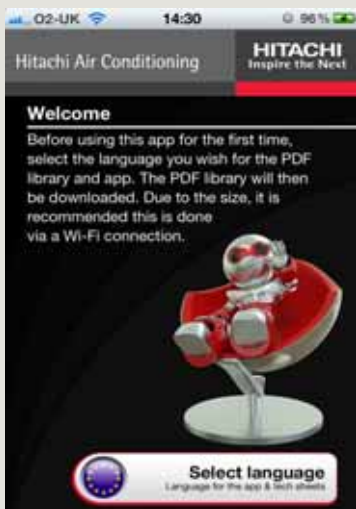 O2-UK 14:30 96%
Hitachi Air Conditioning
HITACHI
Inspire the Next
Welcome
Before using this app for the first time,
select the language you wish for the PDF
library and app. The PDF library will then
be downloaded. Due to the size, it is
recommended this is done
via a Wi-Fi connection.
Select language
Language for the app & tech sheets